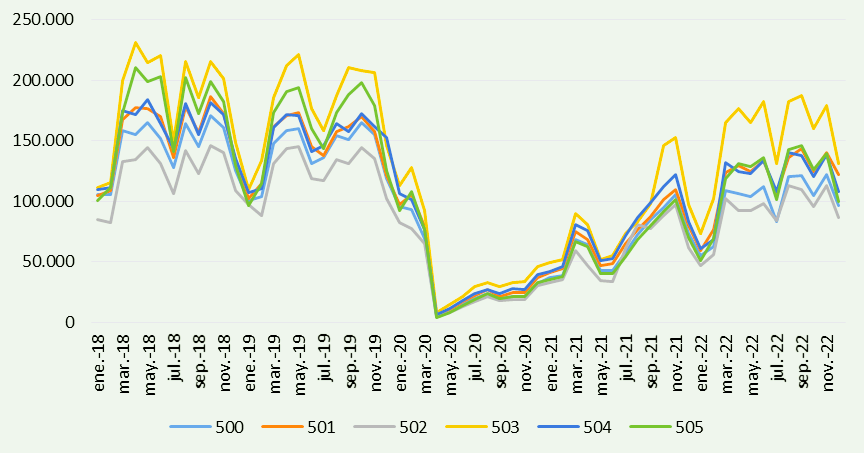 250.000
200.000
150.000
100.000
50.000
0
ene.-18
mar.-18
may.-18
jul.-18
sep.-18
nov.-18
ene.-19
mar.-19
may.-19
jul.-19
sep.-19
nov.-19
ene.-20
mar.-20
may.-20
jul.-20
sep.-20
nov.-20
ene.-21
mar.-21
may.-21
jul.-21
sep.-21
nov.-21
ene.-22
mar.-22
may.-22
jul.-22
sep.-22
nov.-22
500 501 502 503 504 505